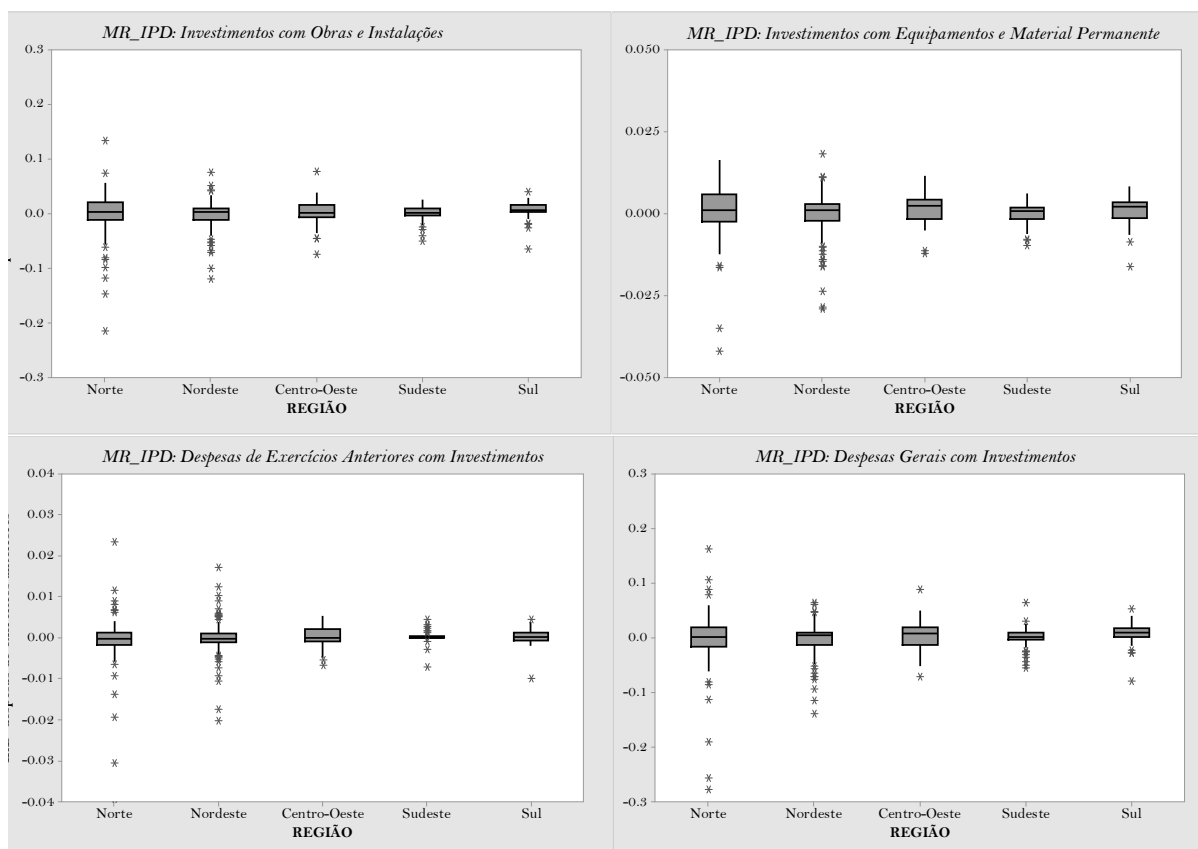 MR_IPD: Investimentos com Obras e Instalações
0.3
0.2
0.1
0.0
-0.1
-0.2
-0.3
Norte Nordeste Centro-Oeste Sudeste Sul
REGIÃO
MR_IPD: Investimentos com Equipamentos e Material Permanente
0.050
0.025
0.000
-0.025
-0.050
Norte Nordeste Centro-Oeste Sudeste Sul
REGIÃO
MR_IPD: Despesas de Exercícios Anteriores com Investimentos
0.04
0.03
0.02
0.01
0.00
-0.01
-0.02
-0.03
-0.04
Norte Nordeste Centro-Oeste Sudeste Sul
REGIÃO
MR_IPD: Despesas Gerais com Investimentos
0.3
0.2
0.1
0.0
-0.1
-0.2
-0.3
Norte Nordeste Centro-Oeste Sudeste Sul
REGIÃO